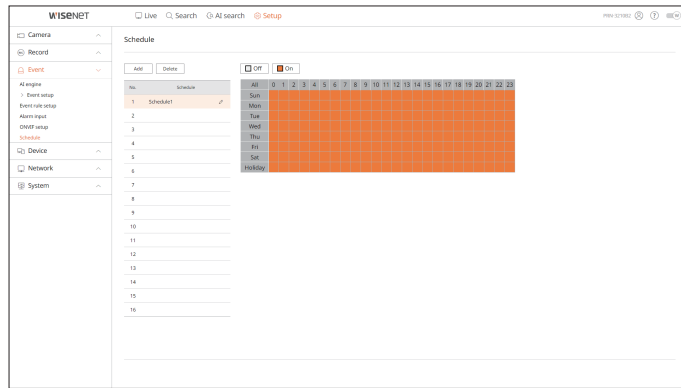 WISENET
Live Search AI search Setup
PRN-3210B2
Camera
Record
Event
AI engine
> Event setup
Event rule setup
Alarm input
ONVIF setup
Schedule
Device
Network
System
Schedule
Add Delete
No. Schedule
1 Schedule1
2
3
4
5
6
7
8
9
10
11
12
13
14
15
16
Off On
All 0 1 2 3 4 5 6 7 8 9 10 11 12 13 14 15 16 17 18 19 20 21 22 23
Sun
Mon
Tue
Wed
Thu
Fri
Sat
Holiday